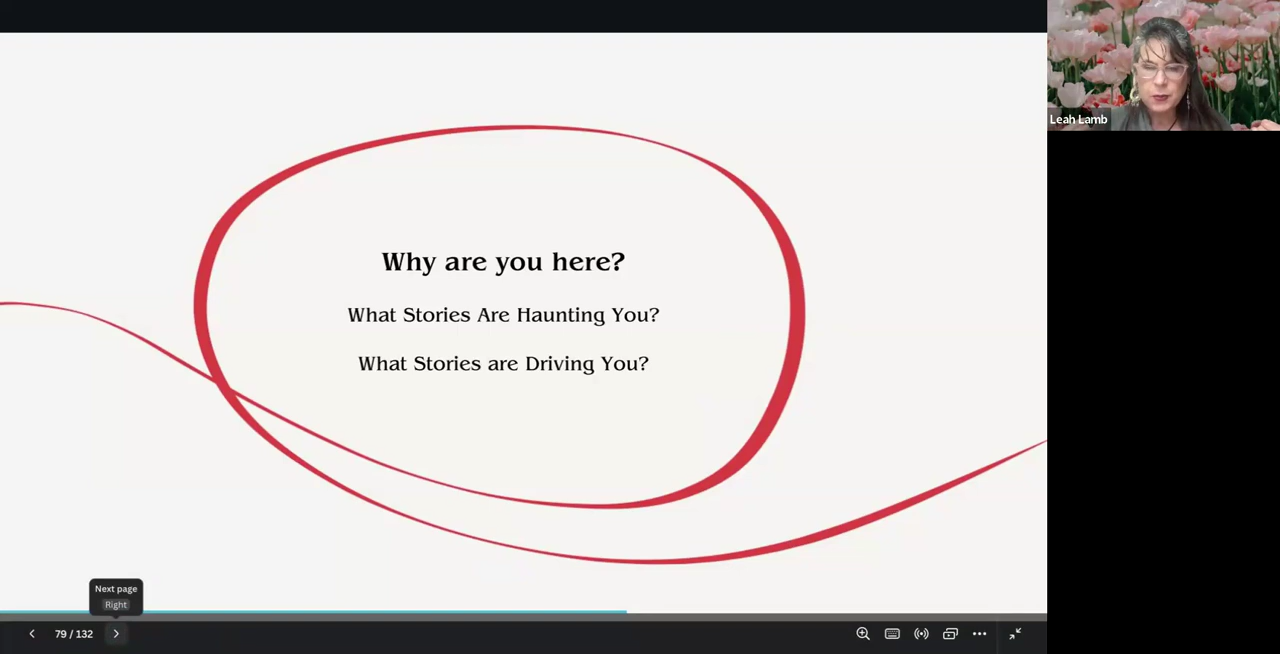 Why are you here?
What Stories Are Haunting You?
What Stories are Driving You?
Leah Lamb
Next page
Right
79 / 132